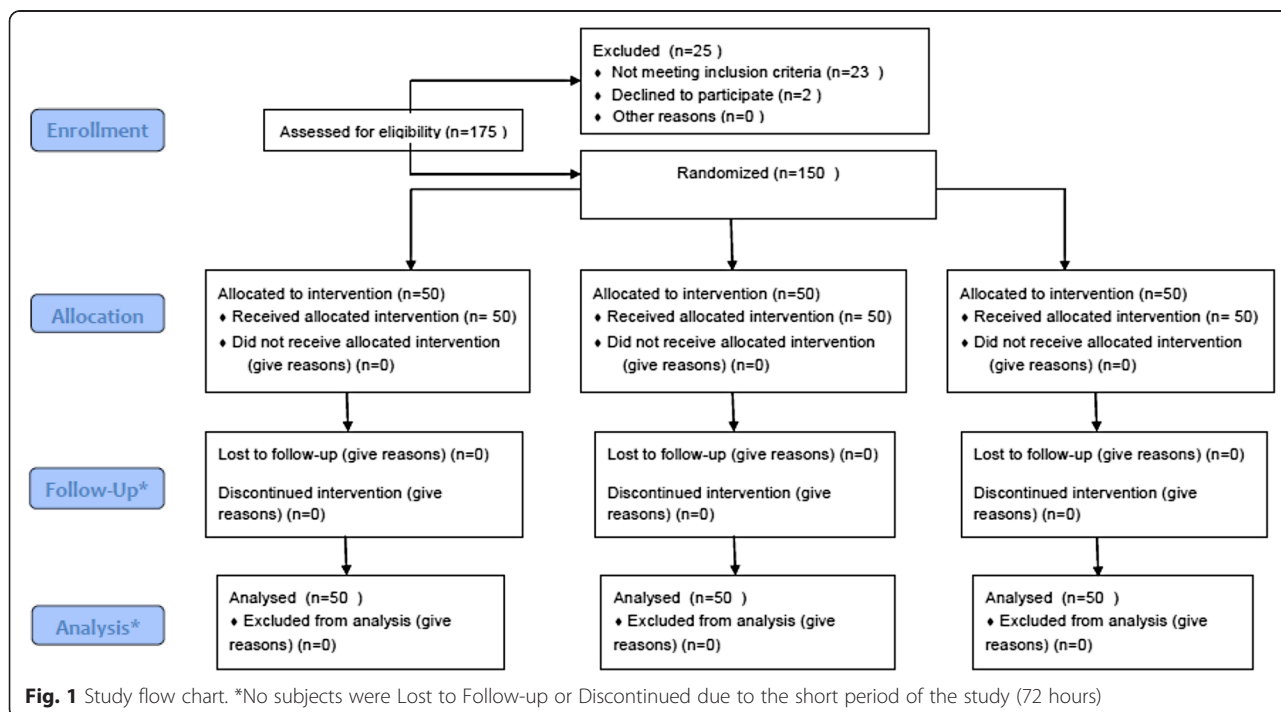 Excluded (n=25 )
♦ Not meeting inclusion criteria (n=23 )
♦ Declined to participate (n=2 )
♦ Other reasons (n=0 )
Enrollment
Assessed for eligibility (n=175 )
Randomized (n=150 )
Allocation
Allocated to intervention (n=50)
♦ Received allocated intervention (n= 50)
♦ Did not receive allocated intervention
(give reasons) (n=0)
Allocated to intervention (n=50)
♦ Received allocated intervention (n= 50)
♦ Did not receive allocated intervention
(give reasons) (n=0)
Allocated to intervention (n=50)
♦ Received allocated intervention (n= 50)
♦ Did not receive allocated intervention
(give reasons) (n=0)
Follow-Up*
Lost to follow-up (give reasons) (n=0)
Discontinued intervention (give
reasons) (n=0)
Lost to follow-up (give reasons) (n=0)
Discontinued intervention (give
reasons) (n=0)
Lost to follow-up (give reasons) (n=0)
Discontinued intervention (give
reasons) (n=0)
Analysis*
Analysed (n=50 )
♦ Excluded from analysis (give
reasons) (n=0)
Analysed (n=50 )
♦ Excluded from analysis (give
reasons) (n=0)
Analysed (n=50 )
♦ Excluded from analysis (give
reasons) (n=0)
Fig. 1 Study flow chart. *No subjects were Lost to Follow-up or Discontinued due to the short period of the study (72 hours)